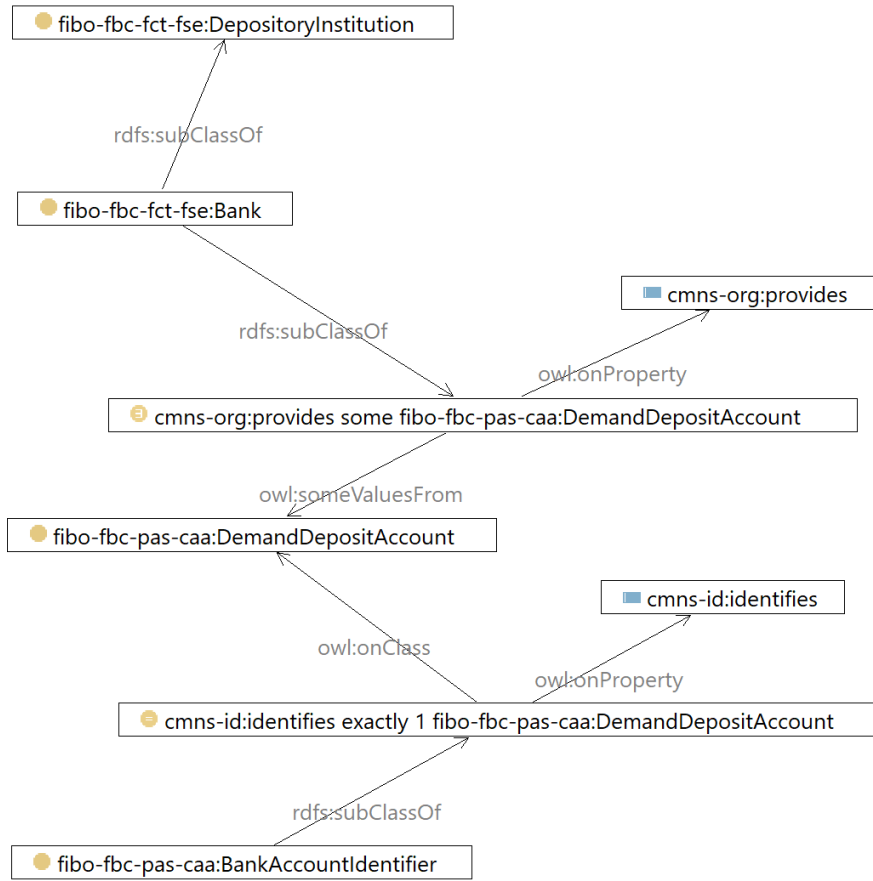 fibo-fbc-fct-fse:DepositoryInstitution
rdfs:subClassOf
fibo-fbc-fct-fse:Bank
cmns-org:provides
rdfs:subClassOf
owl:onProperty
cmns-org:provides some fibo-fbc-pas-caa:DemandDepositAccount
owl:someValuesFrom
fibo-fbc-pas-caa:DemandDepositAccount
cmns-id:identifies
owl:onClass
owl:onProperty
cmns-id:identifies exactly 1 fibo-fbc-pas-caa:DemandDepositAccount
rdfs:subClassOf
fibo-fbc-pas-caa:BankAccountIdentifier